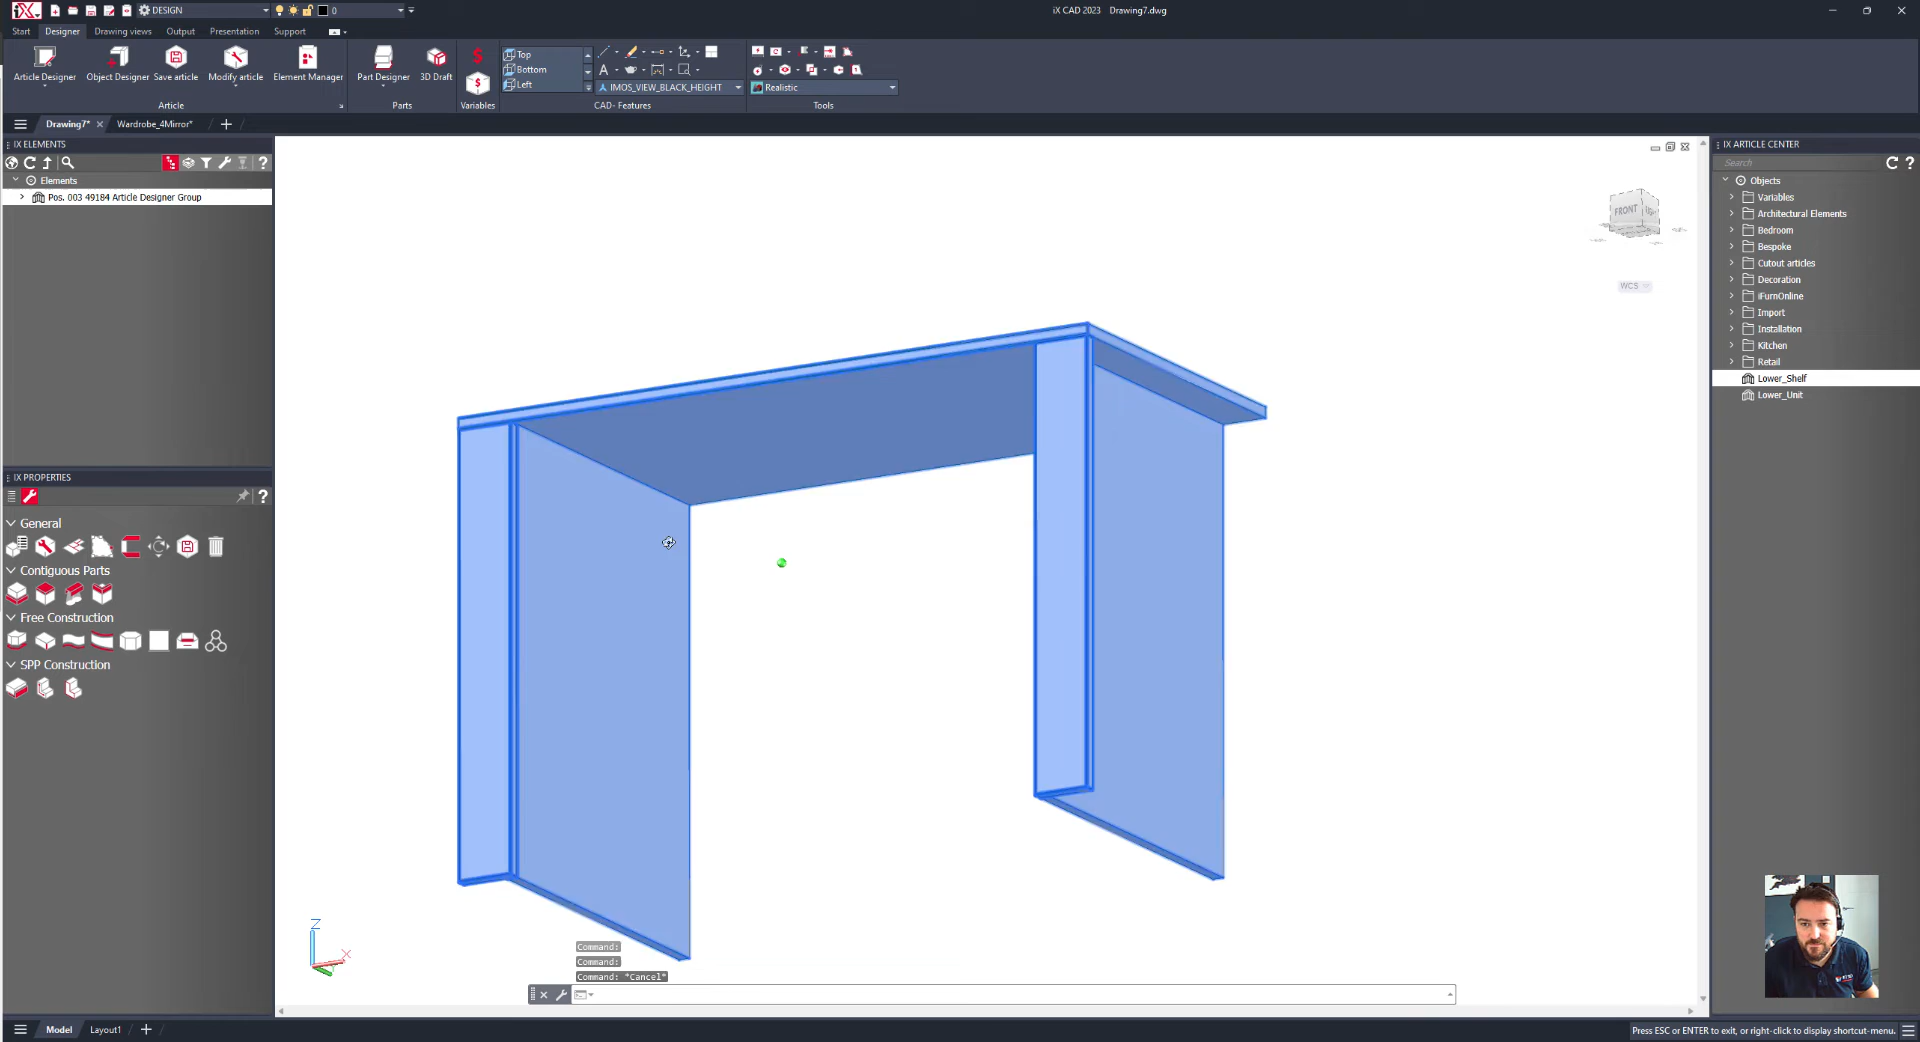 iX
DESIGN
0
iX CAD 2023 Drawing7.dwg
Start Designer Drawing views Output Presentation Support
Article Designer Object Designer Save article Modify article Element Manager
Part Designer 3D Draft
Top
Bottom
Left
IMOS_VIEW_BLACK_HEIGHT
Realistic
Article Parts Variables CAD- Features Tools
Drawing7* Wardrobe_4Mirror*
IX ELEMENTS
Elements
Pos. 003 49184 Article Designer Group
IX PROPERTIES
General
Contiguous Parts
Free Construction
SPP Construction
FRONT
WCS
Z
X
Command:
Command:
Command: *Cancel*
IX ARTICLE CENTER
Search
Objects
Variables
Architectural Elements
Bedroom
Bespoke
Cutout articles
Decoration
iFurnOnline
Import
Installation
Kitchen
Retail
Lower_Shelf
Lower_Unit
Model Layout1
Press ESC or ENTER to exit, or right-click to display shortcut-menu.